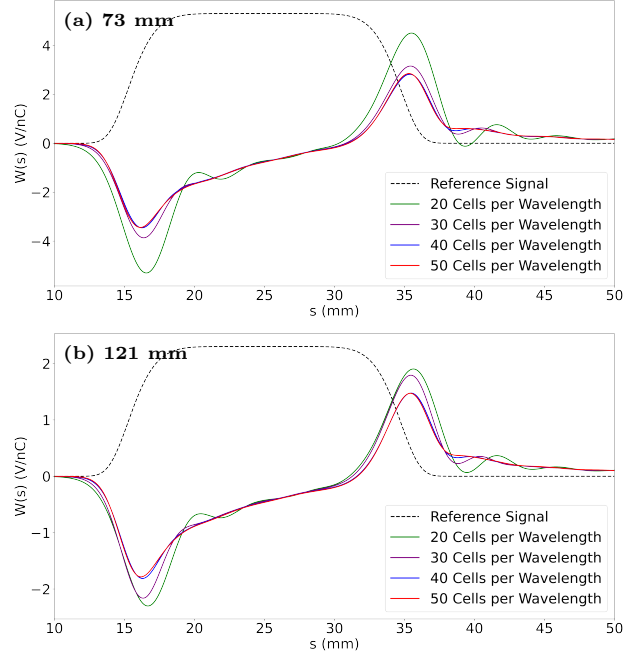 (a) 73 mm
4
2
0
−2
−4
W(s) (V/nC)
Reference Signal
20 Cells per Wavelength
30 Cells per Wavelength
40 Cells per Wavelength
50 Cells per Wavelength
10 15 20 25 30 35 40 45 50
s (mm)
(b) 121 mm
2
1
0
−1
−2
W(s) (V/nC)
Reference Signal
20 Cells per Wavelength
30 Cells per Wavelength
40 Cells per Wavelength
50 Cells per Wavelength
10 15 20 25 30 35 40 45 50
s (mm)